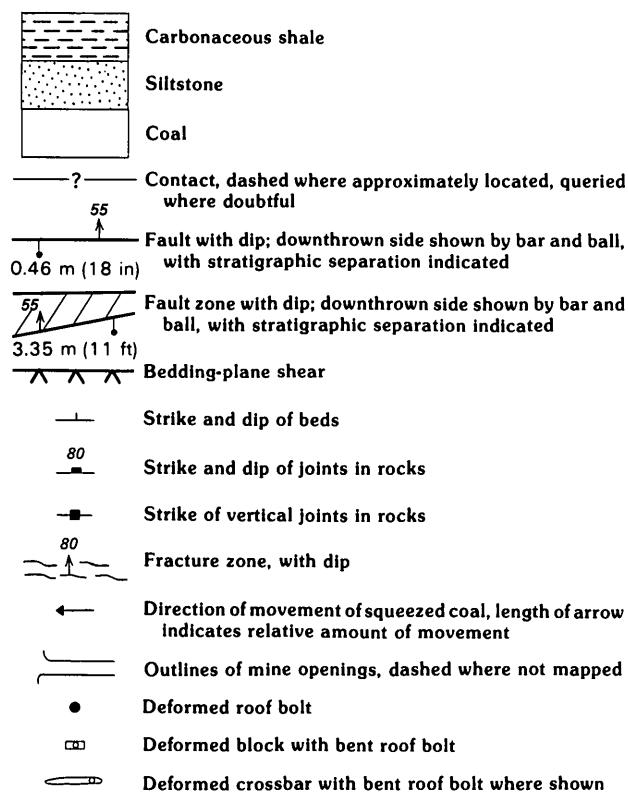 Carbonaceous shale
Siltstone
Coal
?
Contact, dashed where approximately located, queried
where doubtful
55
Fault with dip; downthrown side shown by bar and ball,
with stratigraphic separation indicated
0.46 m (18 in)
55
Fault zone with dip; downthrown side shown by bar and
ball, with stratigraphic separation indicated
3.35 m (11 ft)
Bedding-plane shear
Strike and dip of beds
80
Strike and dip of joints in rocks
Strike of vertical joints in rocks
80
Fracture zone, with dip
Direction of movement of squeezed coal, length of arrow
indicates relative amount of movement
Outlines of mine openings, dashed where not mapped
Deformed roof bolt
Deformed block with bent roof bolt
Deformed crossbar with bent roof bolt where shown